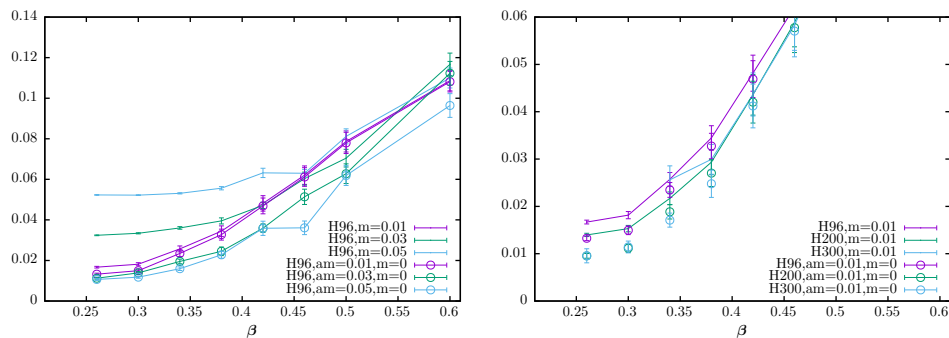 0.14
0.12
0.1
0.08
0.06
0.04
0.02
0
H96,m=0.01
H96,m=0.03
H96,m=0.05
H96,am=0.01,m=0
H96,am=0.03,m=0
H96,am=0.05,m=0
0.25 0.3 0.35 0.4 0.45 0.5 0.55 0.6
β
0.06
0.05
0.04
0.03
0.02
0.01
0
H96,m=0.01
H200,m=0.01
H300,m=0.01
H96,am=0.01,m=0
H200,am=0.01,m=0
H300,am=0.01,m=0
0.25 0.3 0.35 0.4 0.45 0.5 0.55 0.6
β